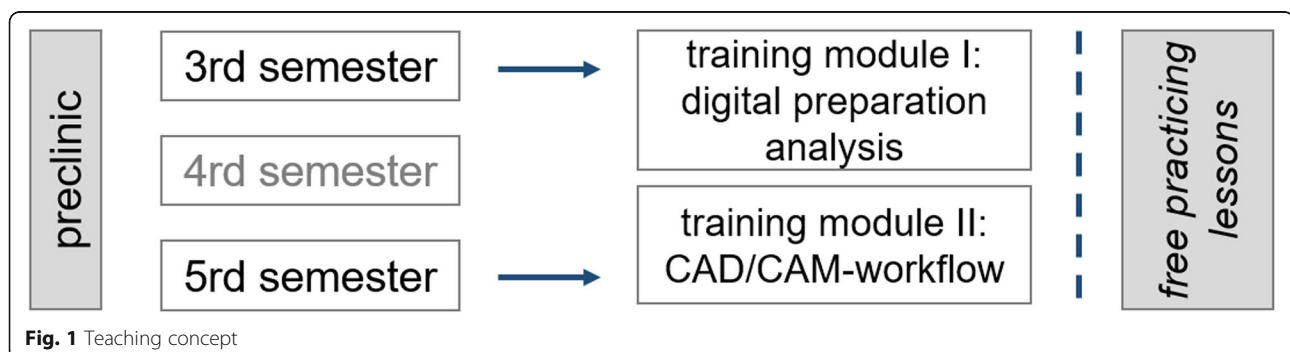 preclinic
3rd semester
4rd semester
5rd semester
training module I:
digital preparation
analysis
training module II:
CAD/CAM-workflow
free practicing
lessons
Fig. 1 Teaching concept